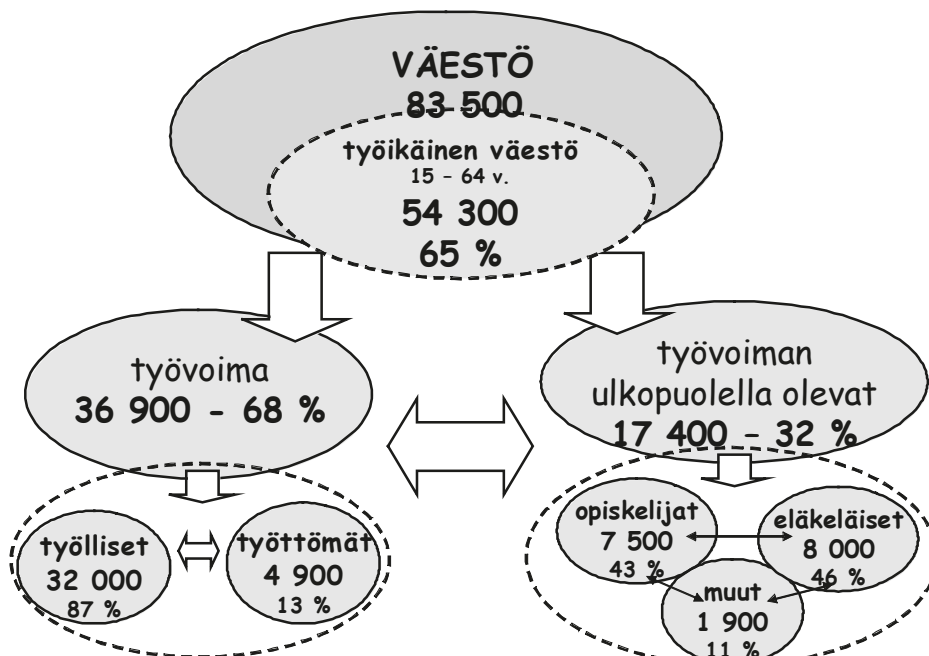 VÄESTÖ
83 500
työikäinen väestö
15 – 64 v.
54 300
65 %
työvoima
36 900 - 68 %
työvoiman
ulkopuolella olevat
17 400 – 32 %
työlliset
32 000
87 %
työttömät
4 900
13 %
opiskelijat
7 500
43 %
eläkeläiset
8 000
46 %
muut
1 900
11 %